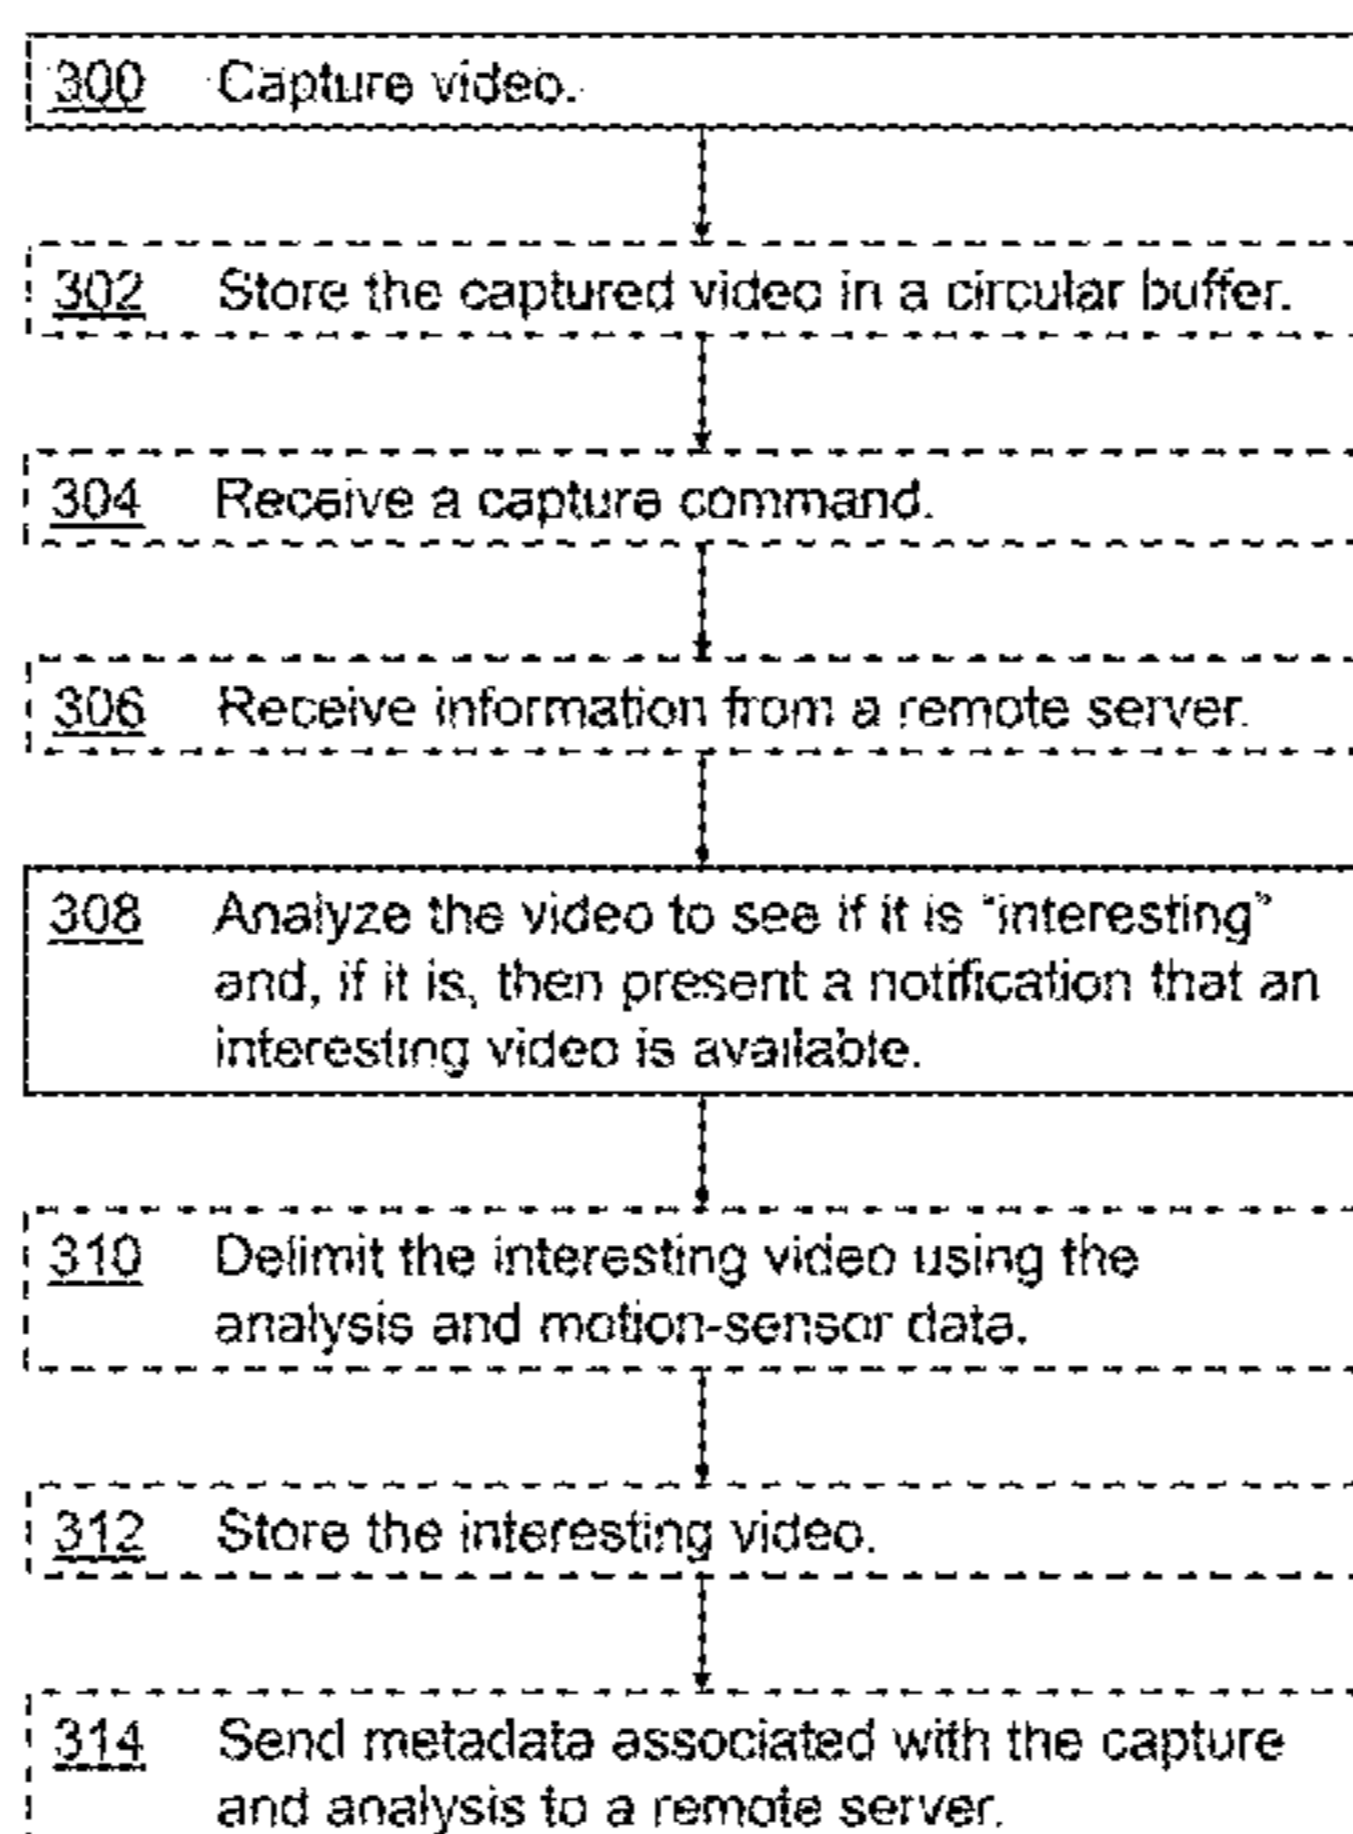 300 Capture video.
302 Store the captured video in a circular buffer.
304 Receive a capture command.
306 Receive information from a remote server.
308 Analyze the video to see if it is "interesting"
and, if it is, then present a notification that an
interesting video is available.
310 Delimit the interesting video using the
analysis and motion-sensor data.
312 Store the interesting video.
314 Send metadata associated with the capture
and analysis to a remote server.